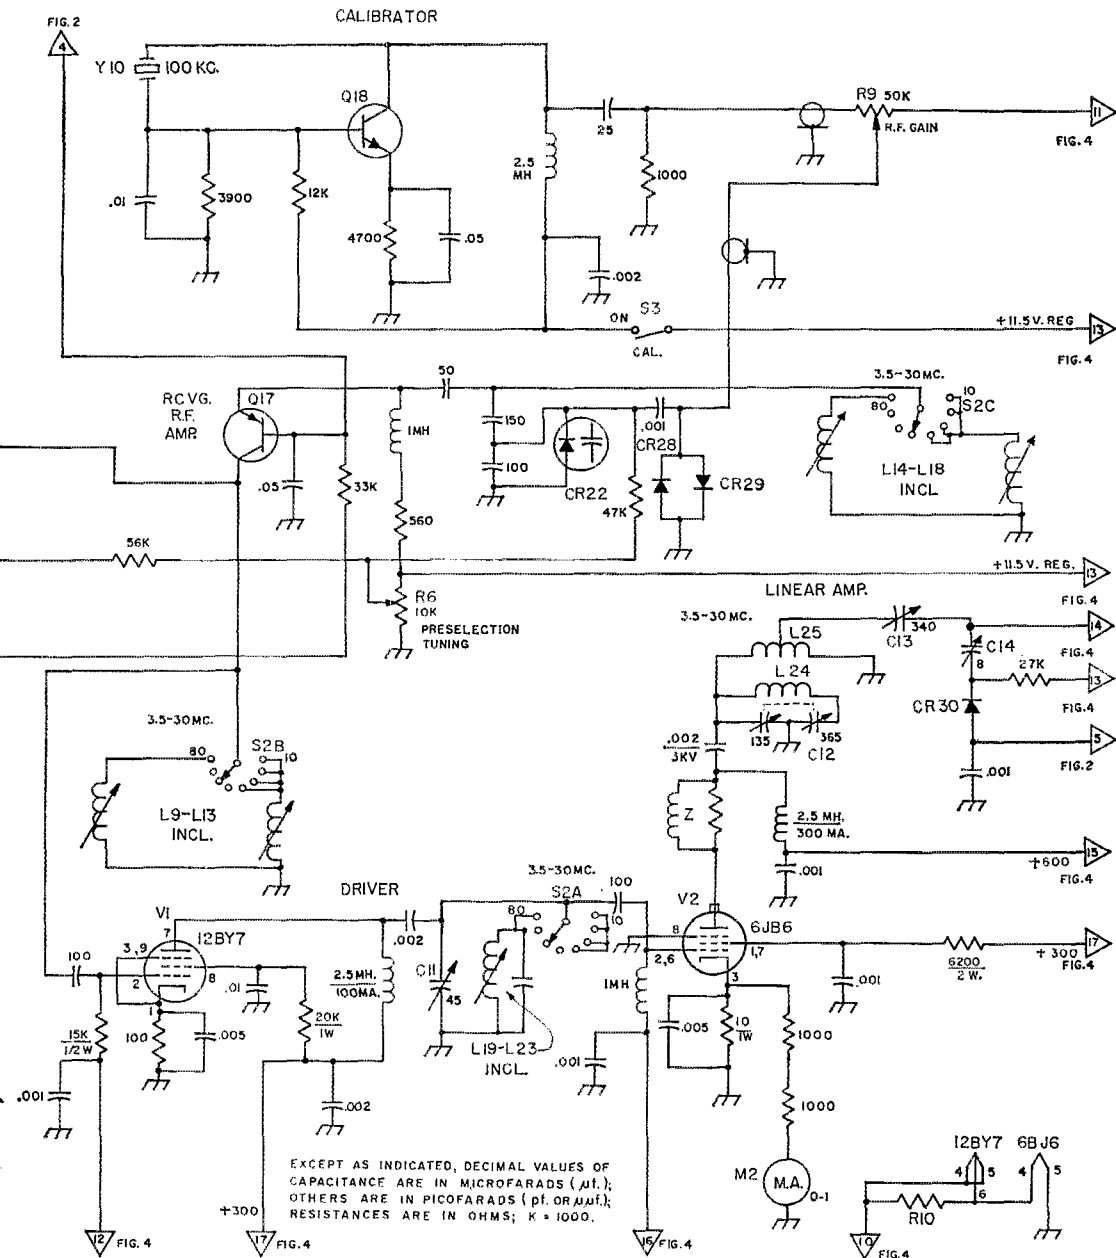 FIG. 2
4
CALIBRATOR
Y10
100 KC.
Q18
.01
3900
12K
4700
.05
2.5
MH
25
1000
.002
R9 50K
R.F. GAIN
11
FIG. 4
S3
ON
CAL.
+11.5 V. REG
13
FIG. 4
RCVG.
R.F.
AMP.
Q17
50
1MH
150
100
.001
CR28
CR22
CR29
47K
.05
33K
560
3.5-30 MC.
80
10
S2C
L14-L18
INCL
56K
R6
10K
PRESELECTION
TUNING
+11.5 V. REG.
13
FIG. 4
LINEAR AMP.
3.5-30 MC.
L25
C13
340
14
FIG. 4
C14
8
27K
13
FIG. 4
L24
135
365
C12
CR30
5
FIG. 2
.001
.002
3KV
3.5-30 MC.
80
S2B
10
L9-L13
INCL.
Z
2.5 MH.
300 MA.
.001
+600
15
FIG. 4
DRIVER
V1
12BY7
7
3,9
2
8
1
100
15K
1/2 W
100
.005
.001
.01
20K
1W
2.5 MH.
100MA.
.002
.002
C11
45
3.5-30 MC.
80
S2A
10
100
L19-L23
INCL.
V2
6JB6
8
2,6
1,7
3
1MH
.001
.005
10
1W
1000
1000
.001
6200
2 W.
+300
17
FIG. 4
M2
M.A.
0-1
12BY7
6BJ6
4
5
6
4
5
R10
10
FIG. 4
EXCEPT AS INDICATED, DECIMAL VALUES OF
CAPACITANCE ARE IN MICROFARADS (µf.);
OTHERS ARE IN PICOFARADS (pf. OR µµf.);
RESISTANCES ARE IN OHMS; K = 1000.
12
FIG. 4
+300
17
FIG. 4
16
FIG. 4